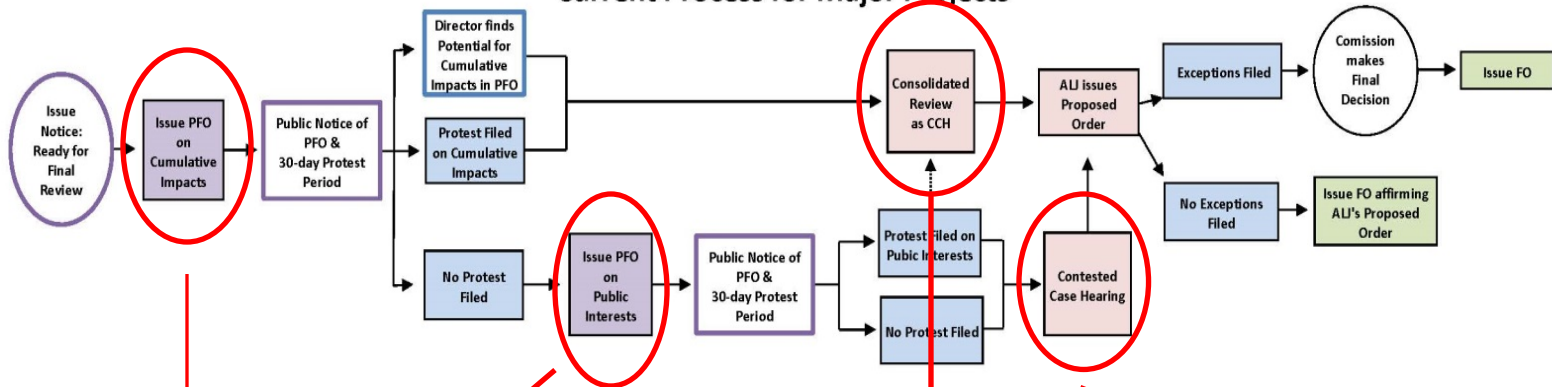 Issue
Notice:
Ready for
Final
Review
Issue PFO
on
Cumulative
Impacts
Public Notice of
PFO &
30-day Protest
Period
Director finds
Potential for
Cumulative
Impacts in PFO
Protest Filed
on Cumulative
Impacts
No Protest
Filed
Issue PFO
on
Public
Interests
Public Notice of
PFO &
30-day Protest
Period
Protest Filed on
Pubic Interests
No Protest Filed
Consolidated
Review
as CCH
Contested
Case Hearing
ALJ issues
Proposed
Order
Exceptions Filed
No Exceptions
Filed
Comission
makes
Final
Decision
Issue FO
Issue FO affirming
ALJ's Proposed
Order